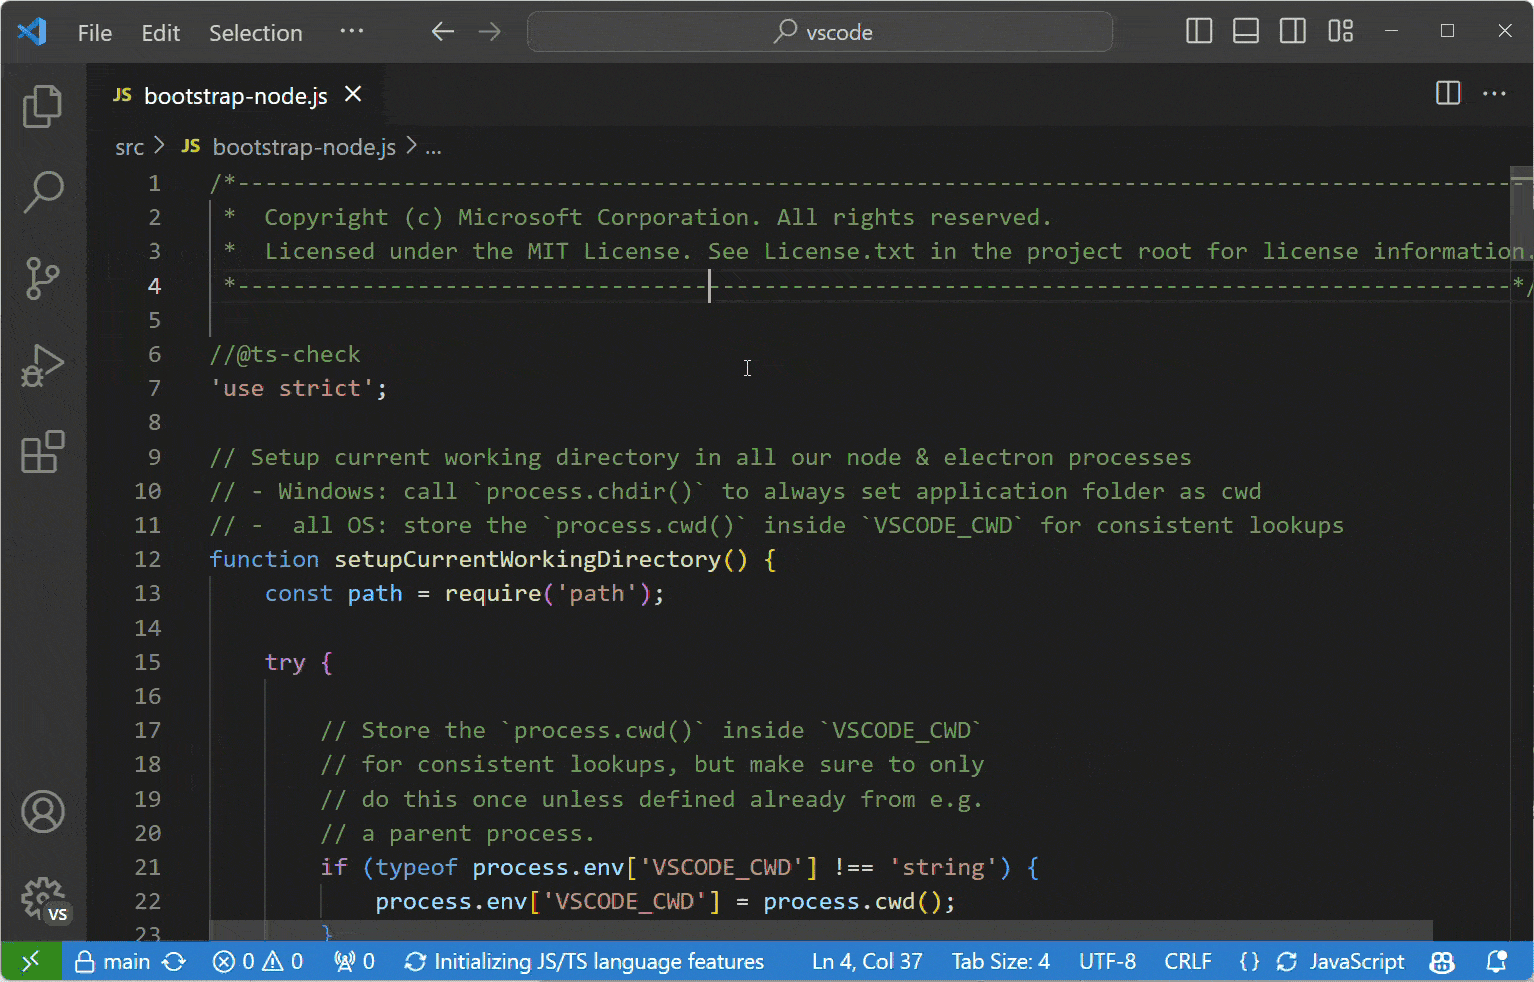 File Edit Selection ··· vscode
JS bootstrap-node.js
src > JS bootstrap-node.js > ...
1 /*---------------------------------------------------------------------------------------------
2  *  Copyright (c) Microsoft Corporation. All rights reserved.
3  *  Licensed under the MIT License. See License.txt in the project root for license information.
4  *--------------------------------------------------------------------------------------------*/
5
6 //@ts-check
7 'use strict';
8
9 // Setup current working directory in all our node & electron processes
10 // - Windows: call `process.chdir()` to always set application folder as cwd
11 // -  all OS: store the `process.cwd()` inside `VSCODE_CWD` for consistent lookups
12 function setupCurrentWorkingDirectory() {
13     const path = require('path');
14
15     try {
16
17         // Store the `process.cwd()` inside `VSCODE_CWD`
18         // for consistent lookups, but make sure to only
19         // do this once unless defined already from e.g.
20         // a parent process.
21         if (typeof process.env['VSCODE_CWD'] !== 'string') {
22             process.env['VSCODE_CWD'] = process.cwd();
23         }
VS
main 0 0 0 Initializing JS/TS language features Ln 4, Col 37 Tab Size: 4 UTF-8 CRLF {} JavaScript